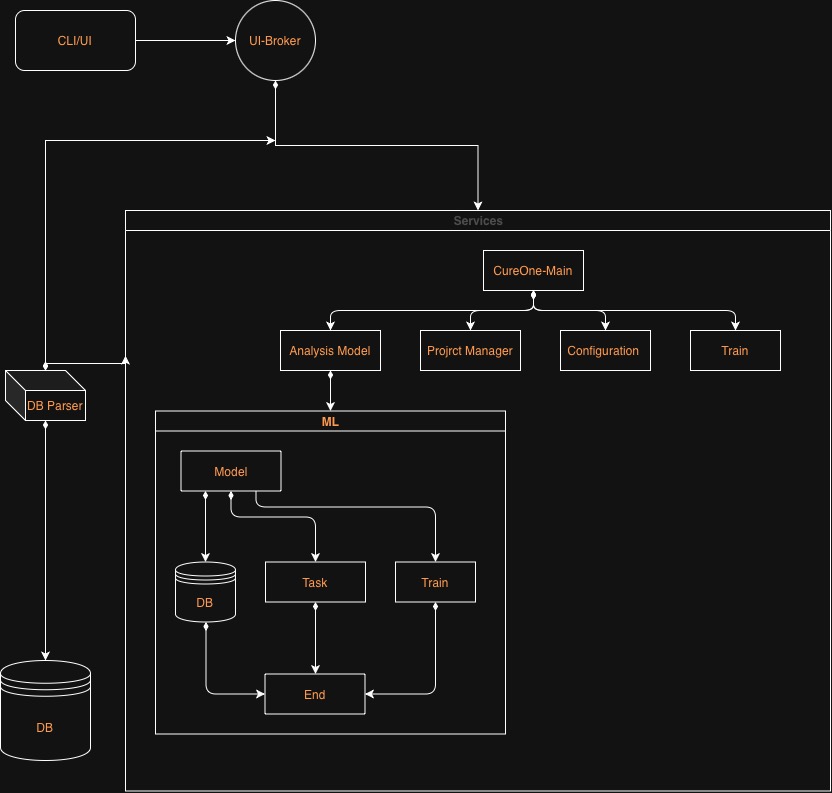 CLI/UI
UI-Broker
Services
CureOne-Main
Analysis Model
Projrct Manager
Configuration
Train
DB Parser
ML
Model
DB
Task
Train
End
DB